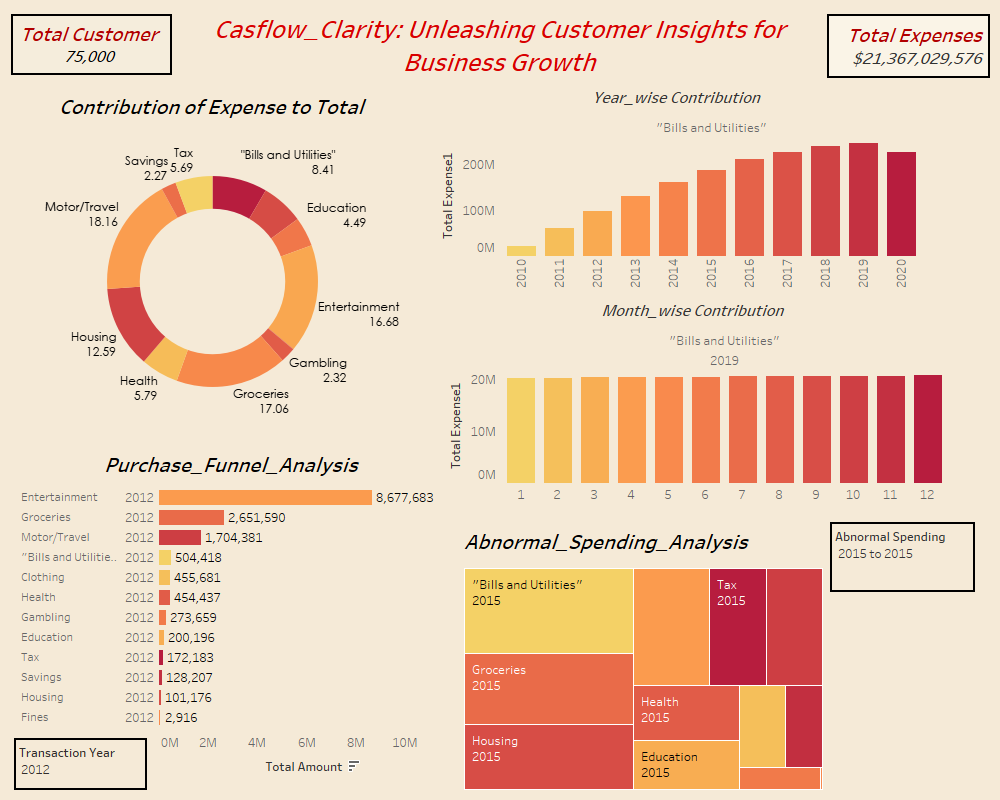 Total Customer
75,000
Casflow_Clarity: Unleashing Customer Insights for
Business Growth
Total Expenses
$21,367,029,576
Contribution of Expense to Total
Tax
5.69
Savings
2.27
"Bills and Utilities"
8.41
Motor/Travel
18.16
Education
4.49
Entertainment
16.68
Housing
12.59
Gambling
2.32
Health
5.79
Groceries
17.06
Year_wise Contribution
"Bills and Utilities"
Total Expense1
200M
100M
0M
2010
2011
2012
2013
2014
2015
2016
2017
2018
2019
2020
Month_wise Contribution
"Bills and Utilities"
2019
Total Expense1
20M
10M
0M
1 2 3 4 5 6 7 8 9 10 11 12
Purchase_Funnel_Analysis
Entertainment 2012 8,677,683
Groceries 2012 2,651,590
Motor/Travel 2012 1,704,381
"Bills and Utilitie.. 2012 504,418
Clothing 2012 455,681
Health 2012 454,437
Gambling 2012 273,659
Education 2012 200,196
Tax 2012 172,183
Savings 2012 128,207
Housing 2012 101,176
Fines 2012 2,916
0M 2M 4M 6M 8M 10M
Total Amount
Transaction Year
2012
Abnormal_Spending_Analysis
"Bills and Utilities"
2015
Groceries
2015
Housing
2015
Tax
2015
Health
2015
Education
2015
Abnormal Spending
2015 to 2015